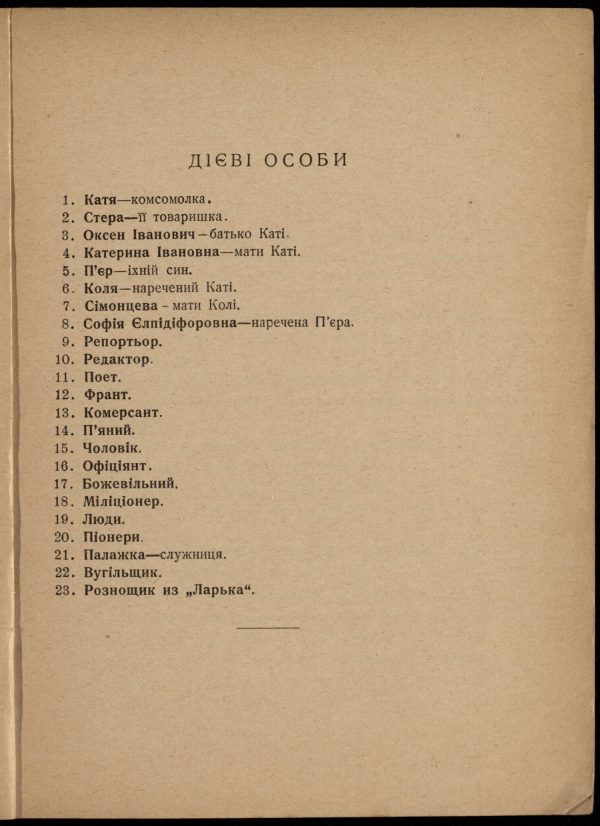 ДІЄВІ ОСОБИ
1. Катя—комсомолка.
2. Стера—її товаришка.
3. Оксен Іванович – батько Каті.
4. Катерина Івановна—мати Каті.
5. П'єр—їхній син.
6. Коля—наречений Каті.
7. Сімонцева – мати Колі.
8. Софія Єлпідіфоровна—наречена П'єра.
9. Репортьор.
10. Редактор.
11. Поет.
12. Франт.
13. Комерсант.
14. П'яний.
15. Чоловік.
16. Офіціянт.
17. Божевільний.
18. Міліціонер.
19. Люди.
20. Піонери.
21. Палажка—служниця.
22. Вугільщик.
23. Рознощик из „Ларька“.